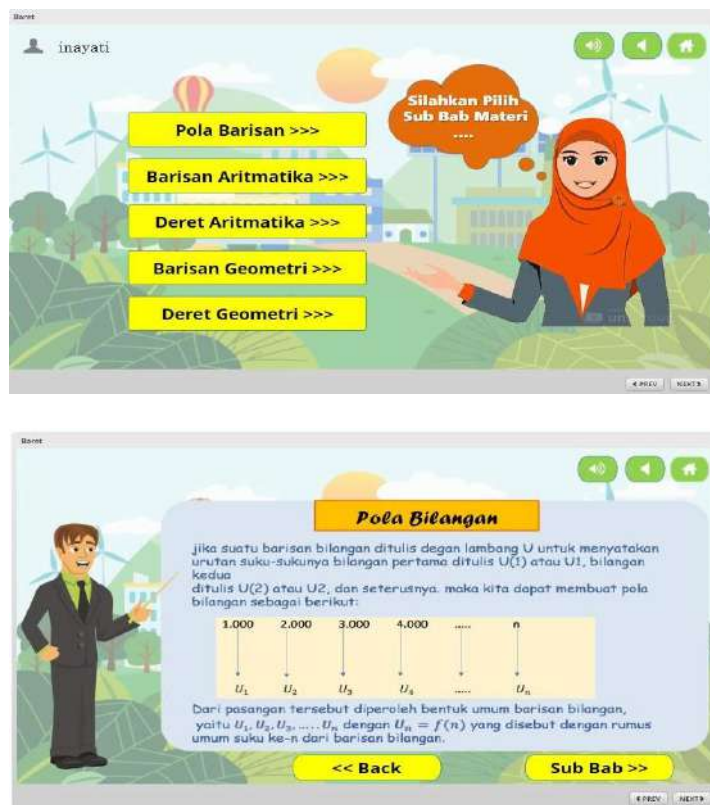 Baret
inayati
Silahkan Pilih
Sub Bab Materi
....
Pola Barisan >>>
Barisan Aritmatika >>>
Deret Aritmatika >>>
Barisan Geometri >>>
Deret Geometri >>>
PREV NEXT
Baret
Pola Bilangan
jika suatu barisan bilangan ditulis degan lambang U untuk menyatakan
urutan suku-sukunya bilangan pertama ditulis U(1) atau U1, bilangan
kedua
ditulis U(2) atau U2, dan seterusnya. maka kita dapat membuat pola
bilangan sebagai berikut:
1.000 2.000 3.000 4.000 ..... n
U₁ U₂ U₃ U₄ ..... Uₙ
Dari pasangan tersebut diperoleh bentuk umum barisan bilangan,
yaitu U₁, U₂, U₃, ..... Uₙ dengan Uₙ = f(n) yang disebut dengan rumus
umum suku ke-n dari barisan bilangan.
<< Back Sub Bab >>
PREV NEXT